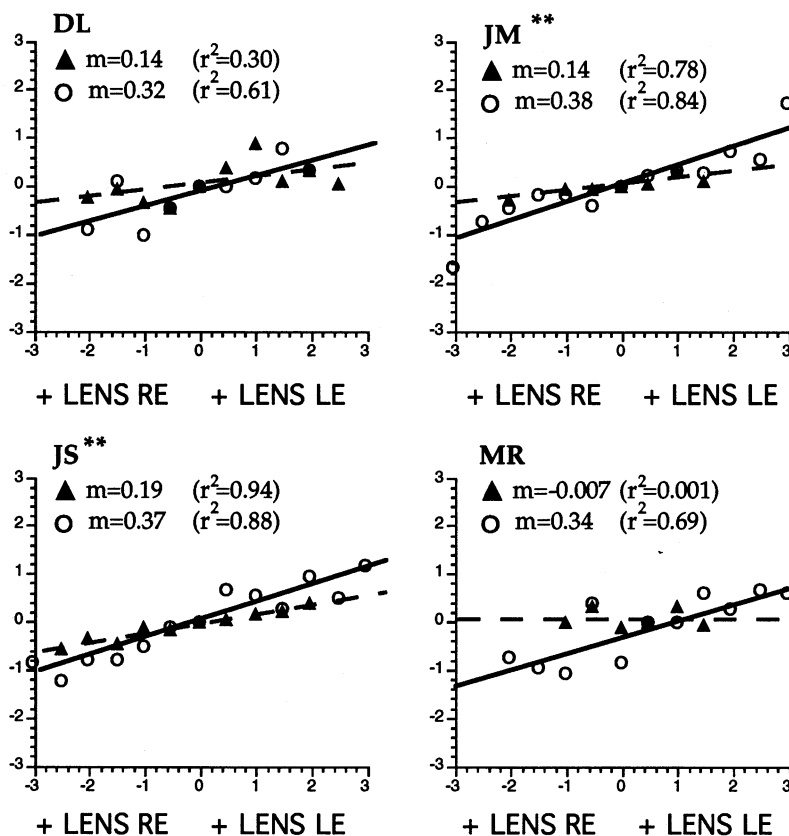 DL
▲ m=0.14 (r²=0.30)
○ m=0.32 (r²=0.61)
3
2
1
0
-1
-2
-3
-3 -2 -1 0 1 2 3
+ LENS RE + LENS LE
JM **
▲ m=0.14 (r²=0.78)
○ m=0.38 (r²=0.84)
3
2
1
0
-1
-2
-3
-3 -2 -1 0 1 2 3
+ LENS RE + LENS LE
JS **
▲ m=0.19 (r²=0.94)
○ m=0.37 (r²=0.88)
3
2
1
0
-1
-2
-3
-3 -2 -1 0 1 2 3
+ LENS RE + LENS LE
MR
▲ m=-0.007 (r²=0.001)
○ m=0.34 (r²=0.69)
3
2
1
0
-1
-2
-3
-3 -2 -1 0 1 2 3
+ LENS RE + LENS LE